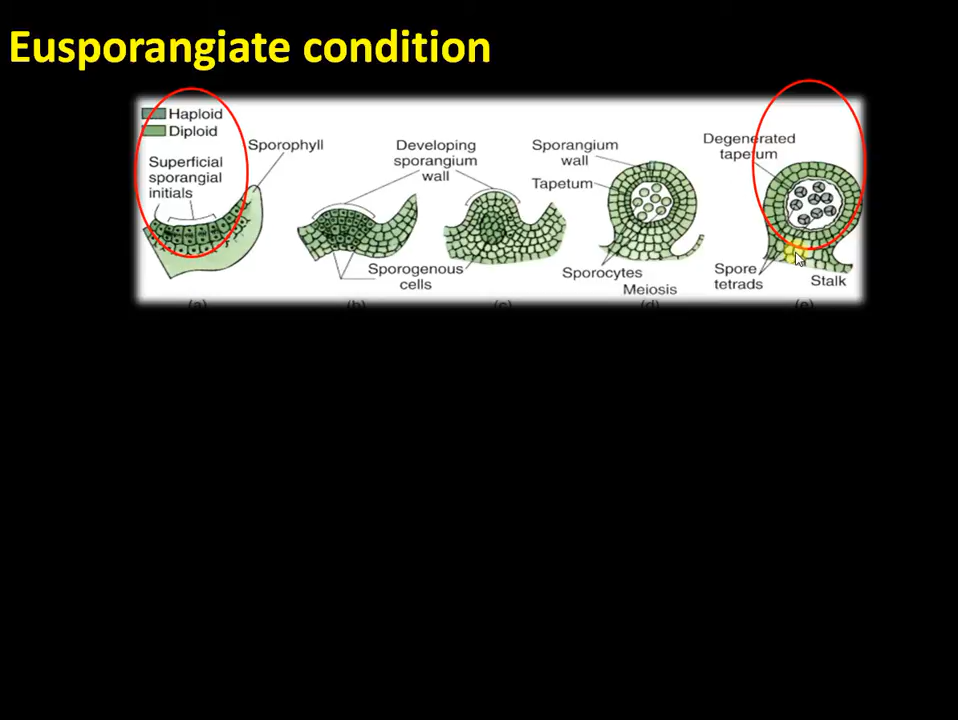 Eusporangiate condition
Haploid
Diploid
Superficial
sporangial
initials
Sporophyll
Developing
sporangium
wall
Sporogenous
cells
Sporangium
wall
Tapetum
Sporocytes
Meiosis
Degenerated
tapetum
Spore
tetrads
Stalk
(a)
(b)
(c)
(d)
(e)